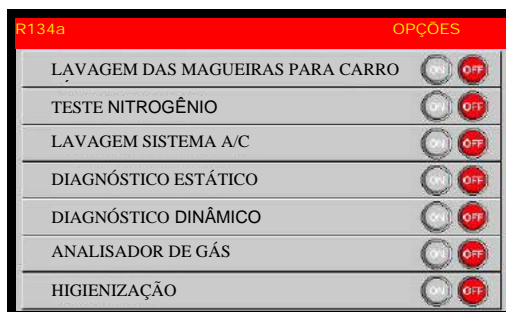 R134a OPÇÕES
LAVAGEM DAS MAGUEIRAS PARA CARRO ON OFF
TESTE NITROGÊNIO ON OFF
LAVAGEM SISTEMA A/C ON OFF
DIAGNÓSTICO ESTÁTICO ON OFF
DIAGNÓSTICO DINÂMICO ON OFF
ANALISADOR DE GÁS ON OFF
HIGIENIZAÇÃO ON OFF